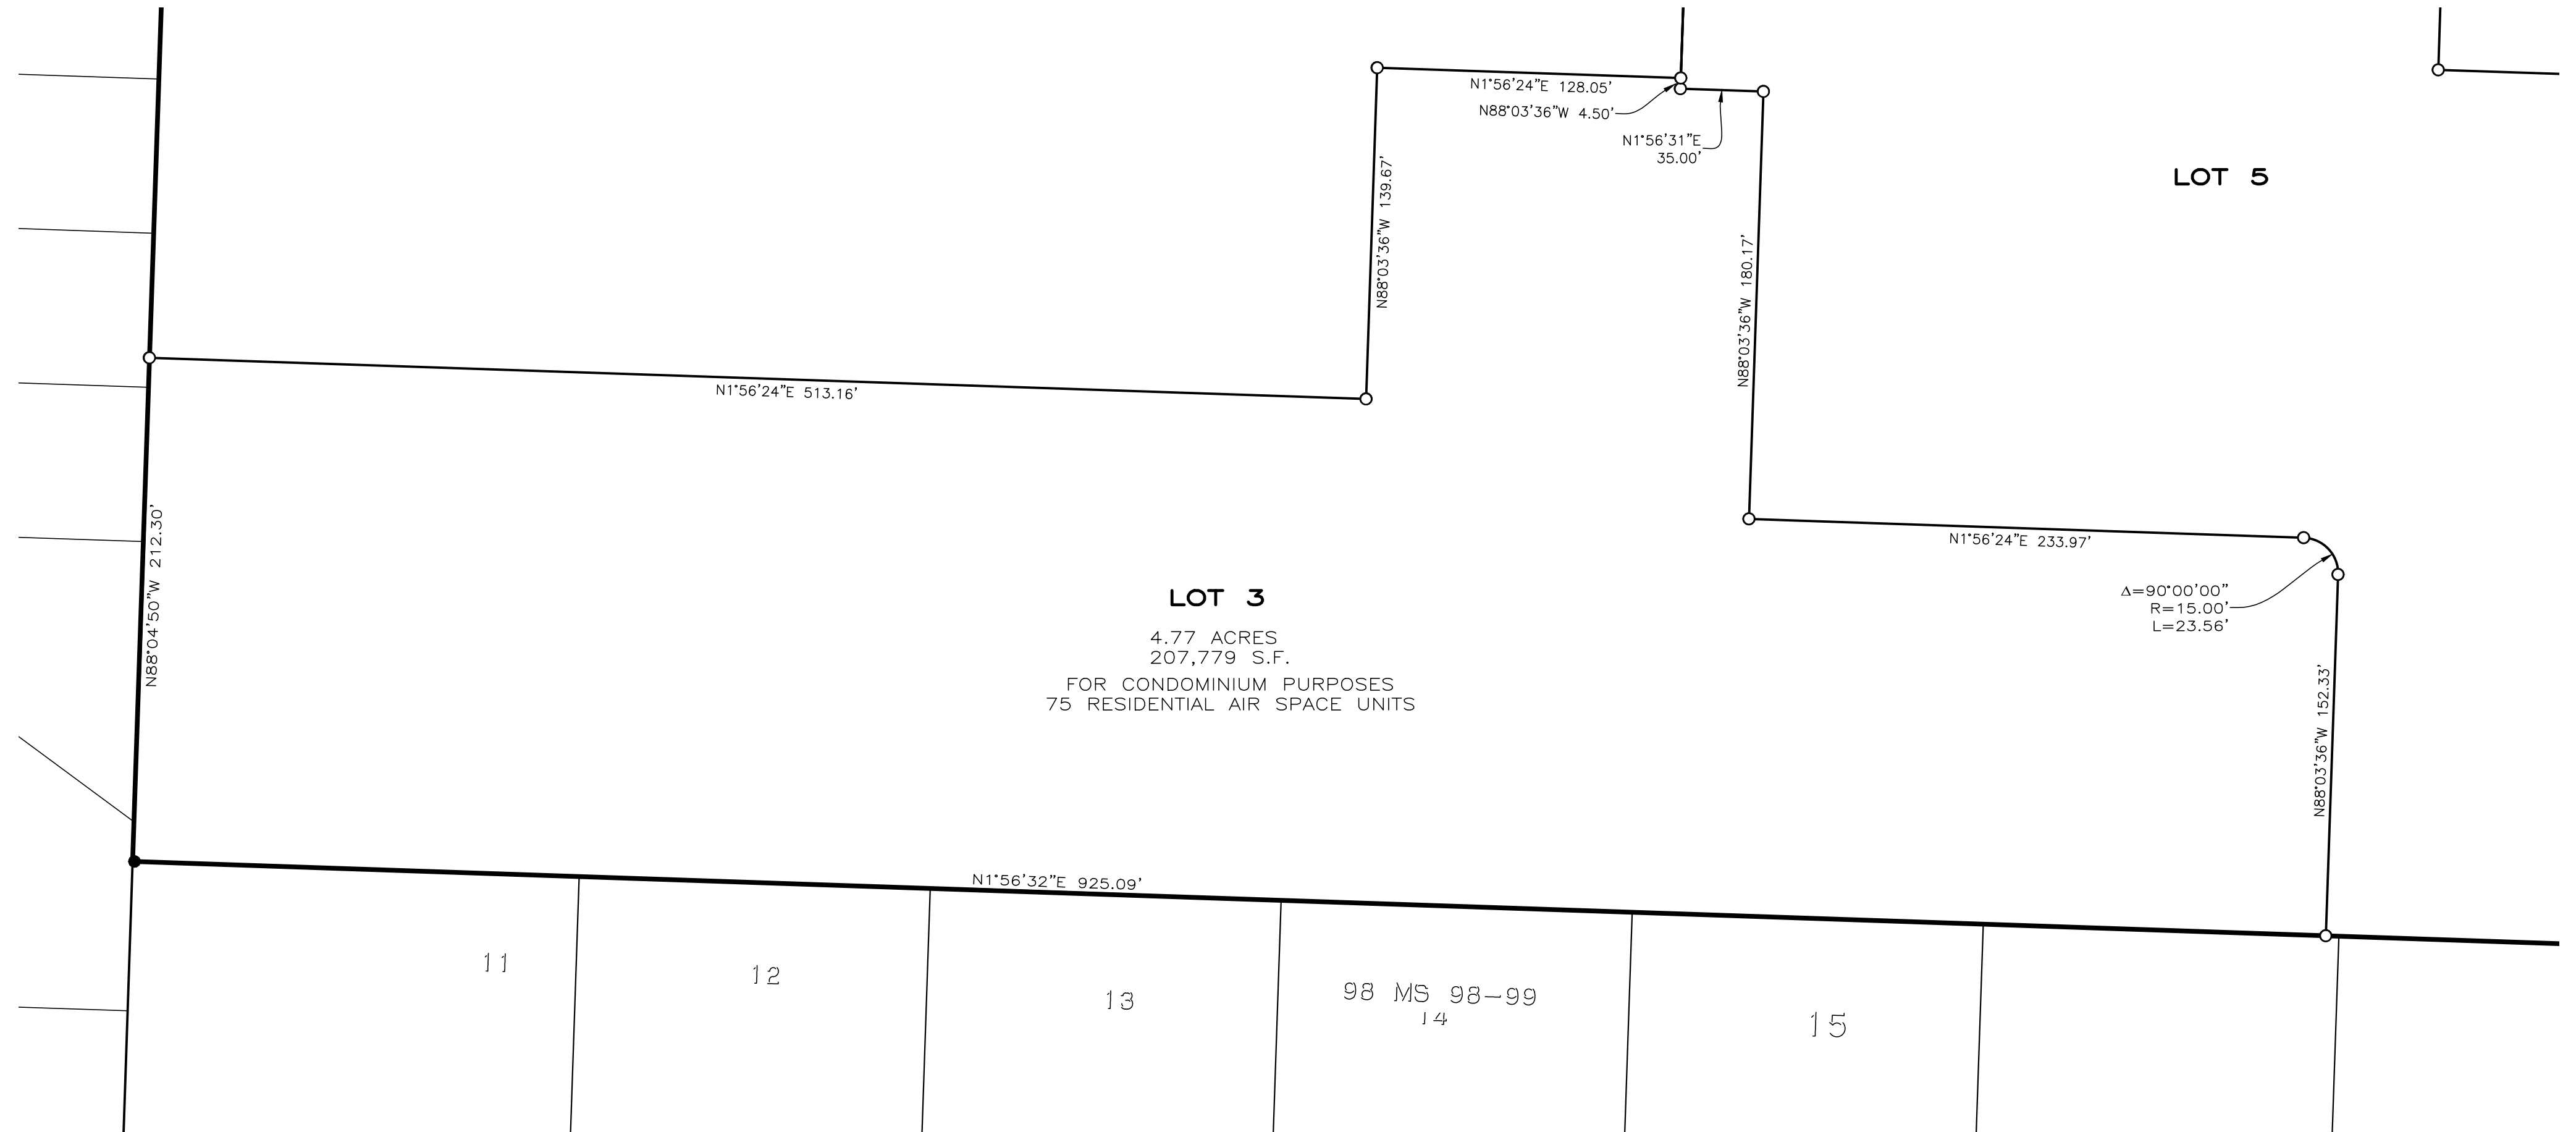 N1°56'24"E 128.05'
N88°03'36"W 4.50'
N1°56'31"E
35.00'
LOT 5
N88°03'36"W 139.67'
N88°03'36"W 180.17'
N1°56'24"E 513.16'
N1°56'24"E 233.97'
Δ=90°00'00"
R=15.00'
L=23.56'
N88°04'50"W 212.30'
LOT 3
4.77 ACRES
207,779 S.F.
FOR CONDOMINIUM PURPOSES
75 RESIDENTIAL AIR SPACE UNITS
N88°03'36"W 152.33'
N1°56'32"E 925.09'
11
12
13
98 MS 98-99
14
15